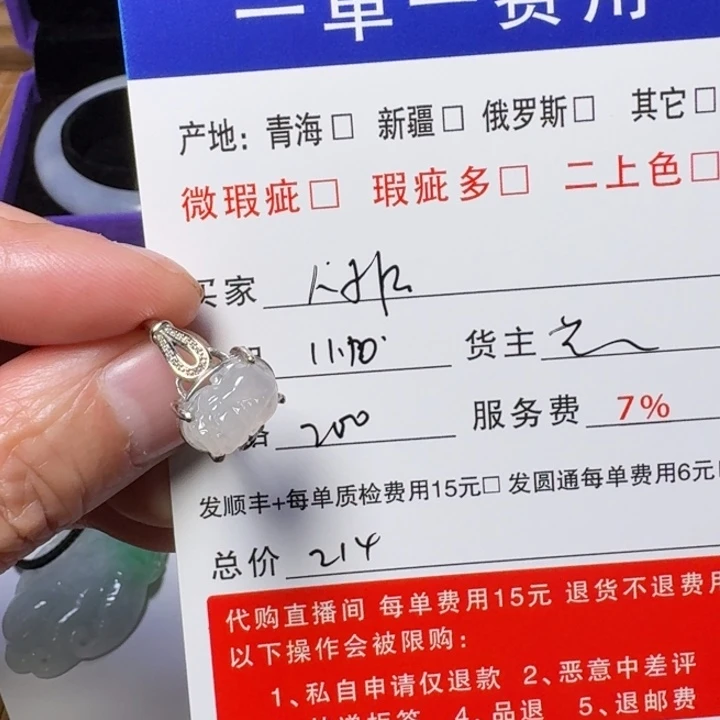 一单一费用
产地: 青海□ 新疆□ 俄罗斯□ 其它□
微瑕疵□ 瑕疵多□ 二上色□
买家
货主
200 服务费 7%
发顺丰+每单质检费用15元□ 发圆通每单费用6元
总价 214
代购直播间 每单费用15元 退货不退费用
以下操作会被限购:
1、私自申请仅退款 2、恶意中差评
4、品退 5、退邮费